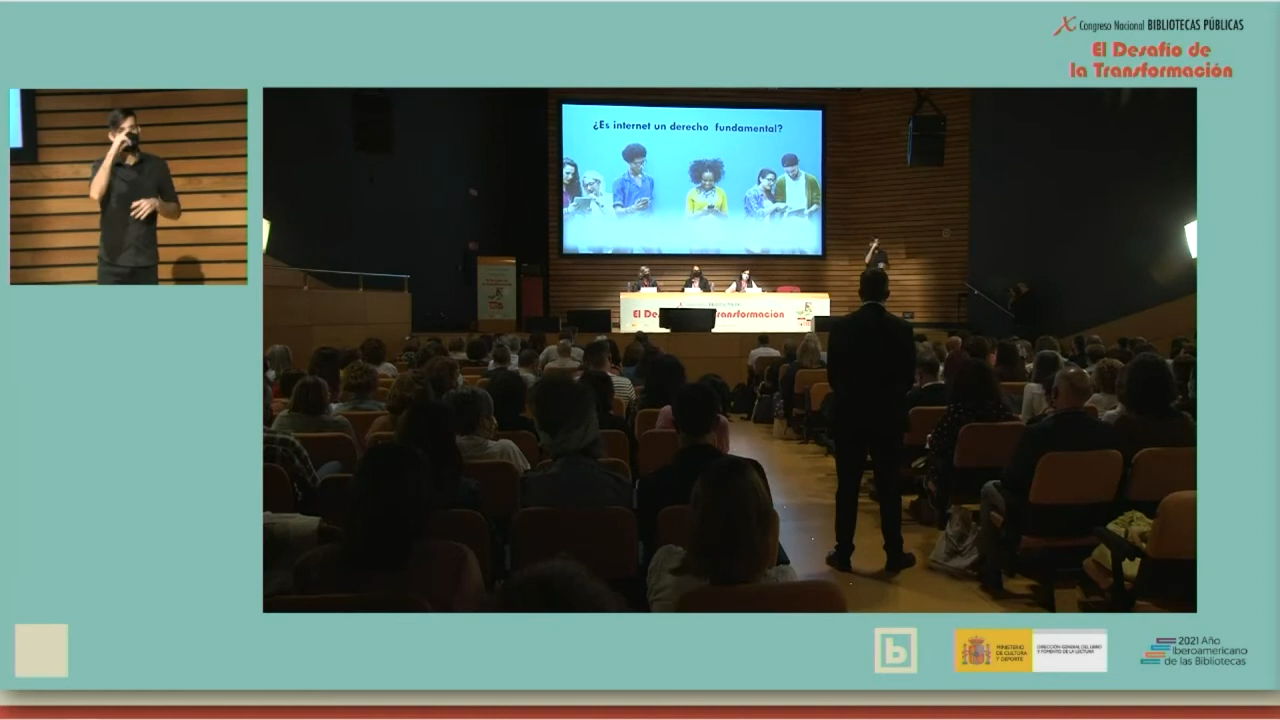 X Congreso Nacional BIBLIOTECAS PÚBLICAS
El Desafío de
la Transformación
¿Es internet un derecho fundamental?
El De
ransformación
b
MINISTERIO
DE CULTURA
Y DEPORTE
DIRECCIÓN GENERAL DEL LIBRO
Y FOMENTO DE LA LECTURA
2021 Año
Iberoamericano
de las Bibliotecas